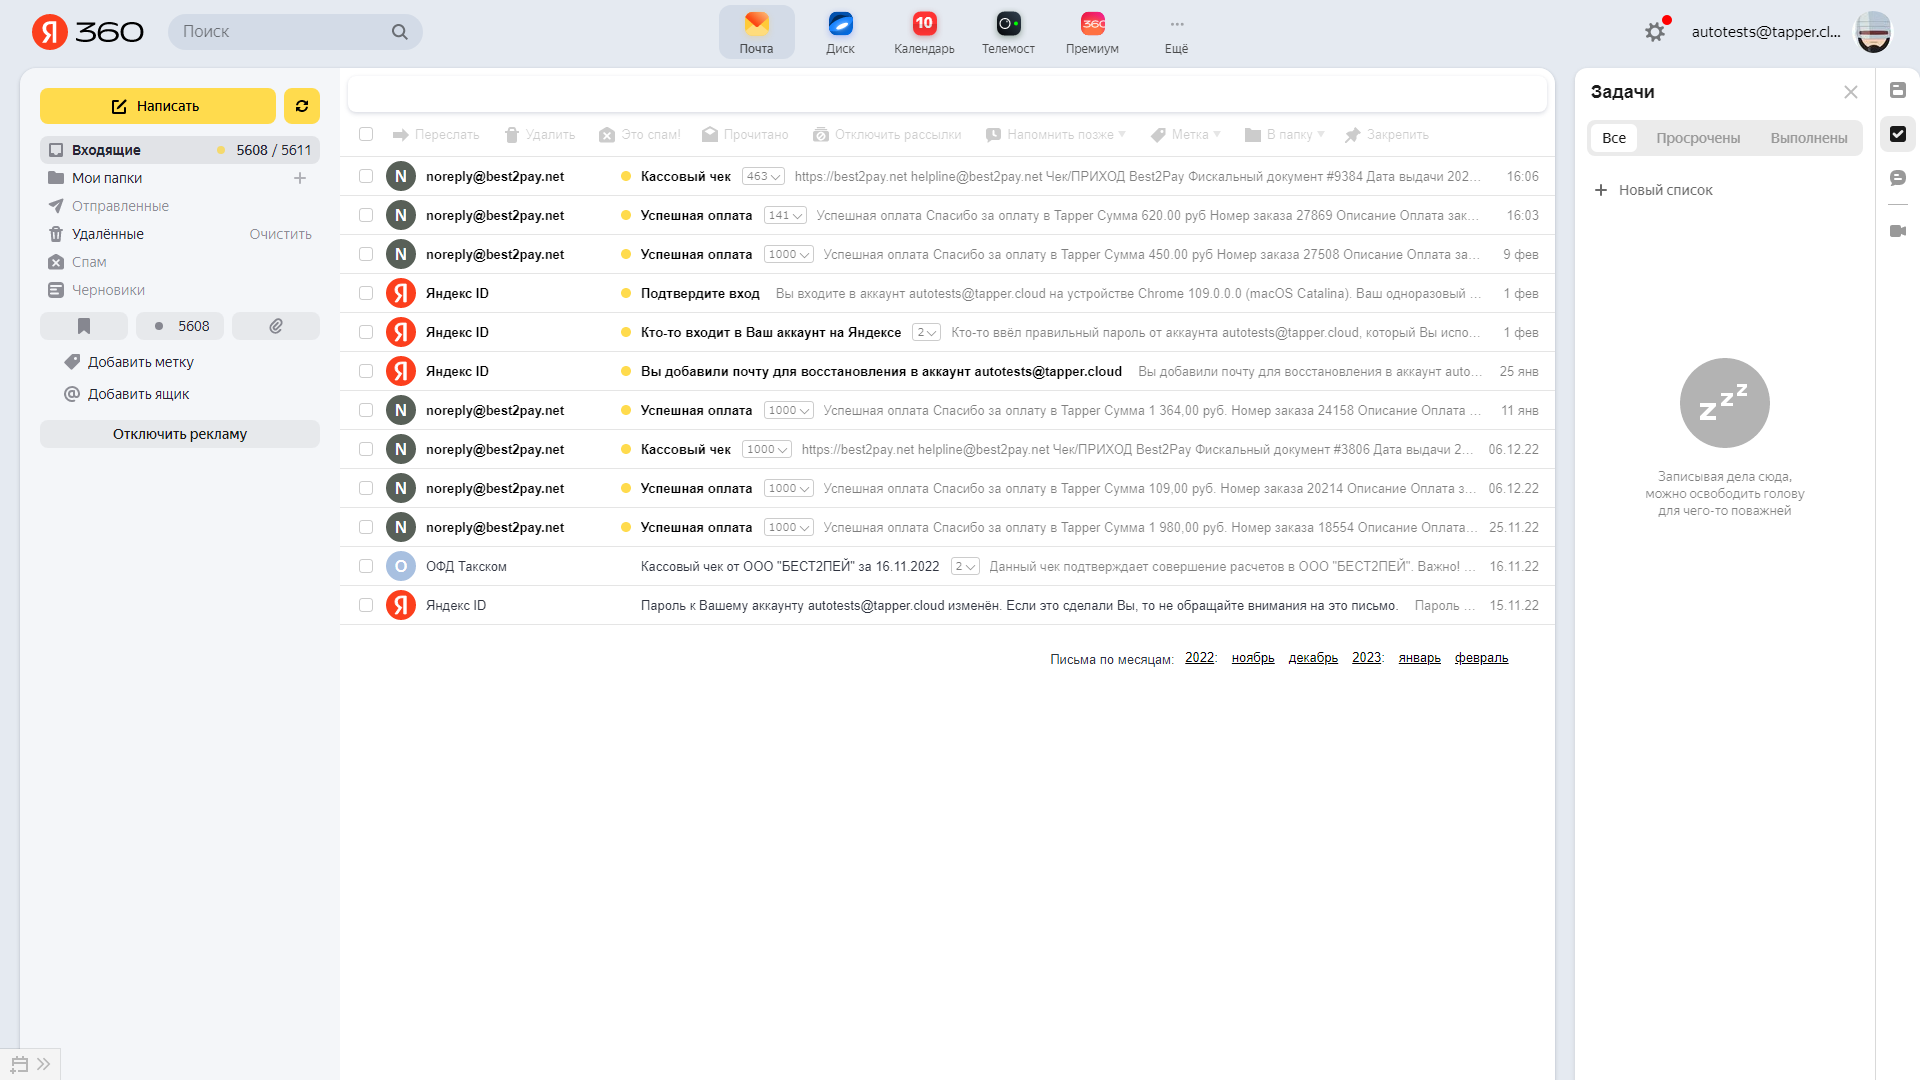 Я 360
Поиск
Почта
Диск
10
Календарь
Телемост
360
Премиум
Ещё
autotests@tapper.cl...
Написать
Входящие 5608 / 5611
Мои папки
Отправленные
Удалённые Очистить
Спам
Черновики
5608
Добавить метку
Добавить ящик
Отключить рекламу
Переслать Удалить Это спам! Прочитано Отключить рассылки Напомнить позже Метка В папку Закрепить
N noreply@best2pay.net Кассовый чек 463 https://best2pay.net helpline@best2pay.net Чек/ПРИХОД Best2Pay Фискальный документ #9384 Дата выдачи 202... 16:06
N noreply@best2pay.net Успешная оплата 141 Успешная оплата Спасибо за оплату в Tapper Сумма 620.00 руб Номер заказа 27869 Описание Оплата зак... 16:03
N noreply@best2pay.net Успешная оплата 1000 Успешная оплата Спасибо за оплату в Tapper Сумма 450.00 руб Номер заказа 27508 Описание Оплата за... 9 фев
Я Яндекс ID Подтвердите вход Вы входите в аккаунт autotests@tapper.cloud на устройстве Chrome 109.0.0.0 (macOS Catalina). Ваш одноразовый ... 1 фев
Я Яндекс ID Кто-то входит в Ваш аккаунт на Яндексе 2 Кто-то ввёл правильный пароль от аккаунта autotests@tapper.cloud, который Вы испо... 1 фев
Я Яндекс ID Вы добавили почту для восстановления в аккаунт autotests@tapper.cloud Вы добавили почту для восстановления в аккаунт auto... 25 янв
N noreply@best2pay.net Успешная оплата 1000 Успешная оплата Спасибо за оплату в Tapper Сумма 1 364,00 руб. Номер заказа 24158 Описание Оплата ... 11 янв
N noreply@best2pay.net Кассовый чек 1000 https://best2pay.net helpline@best2pay.net Чек/ПРИХОД Best2Pay Фискальный документ #3806 Дата выдачи 2... 06.12.22
N noreply@best2pay.net Успешная оплата 1000 Успешная оплата Спасибо за оплату в Tapper Сумма 109,00 руб. Номер заказа 20214 Описание Оплата з... 06.12.22
N noreply@best2pay.net Успешная оплата 1000 Успешная оплата Спасибо за оплату в Tapper Сумма 1 980,00 руб. Номер заказа 18554 Описание Оплата... 25.11.22
О ОФД Такском Кассовый чек от ООО "БЕСТ2ПЕЙ" за 16.11.2022 2 Данный чек подтверждает совершение расчетов в ООО "БЕСТ2ПЕЙ". Важно! ... 16.11.22
Я Яндекс ID Пароль к Вашему аккаунту autotests@tapper.cloud изменён. Если это сделали Вы, то не обращайте внимания на это письмо. Пароль ... 15.11.22
Письма по месяцам: 2022: ноябрь декабрь 2023: январь февраль
Задачи
Все Просрочены Выполнены
Новый список
z z z
Записывая дела сюда,
можно освободить голову
для чего-то поважней